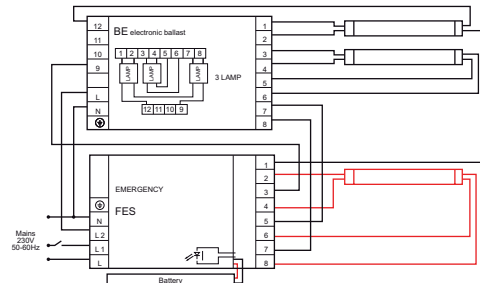 BE electronic ballast
12
11
10
9
L
N
1 2 3 4 5 6 7 8
LAMP LAMP LAMP
3 LAMP
12 11 10 9
1
2
3
4
5
6
7
8
EMERGENCY
FES
N
L 2
L 1
L
1
2
3
4
5
6
7
8
Mains
230V
50-60Hz
Battery